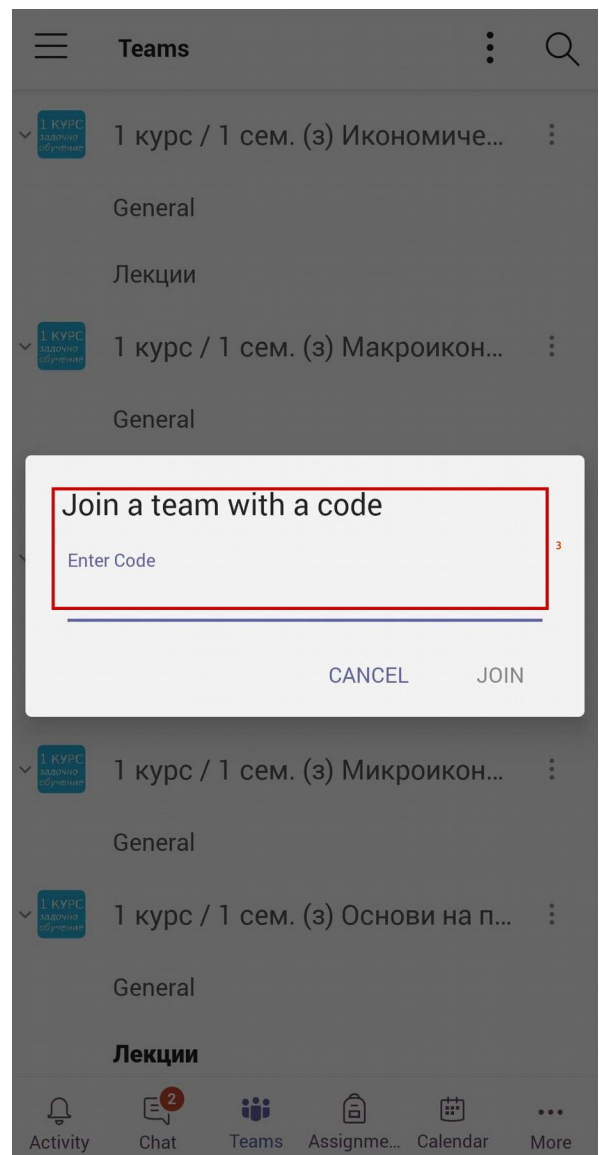 Teams
1 КУРС
задочно
обучение
1 курс / 1 сем. (з) Икономиче...
General
Лекции
1 КУРС
задочно
обучение
1 курс / 1 сем. (з) Макроикон...
General
Join a team with a code
Enter Code
3
CANCEL JOIN
1 КУРС
задочно
обучение
1 курс / 1 сем. (з) Микроикон...
General
1 КУРС
задочно
обучение
1 курс / 1 сем. (з) Основи на п...
General
Лекции
2
Activity Chat Teams Assignme... Calendar More